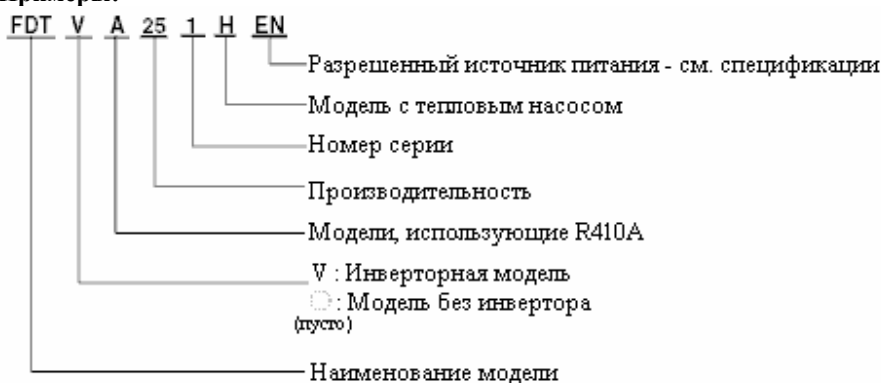 Примеры:
FDT V A 25 1 H EN
Разрешенный источник питания - см. спецификации
Модель с тепловым насосом
Номер серии
Производительность
Модели, использующие R410A
V : Инверторная модель
: Модель без инвертора
(пусто)
Наименование модели